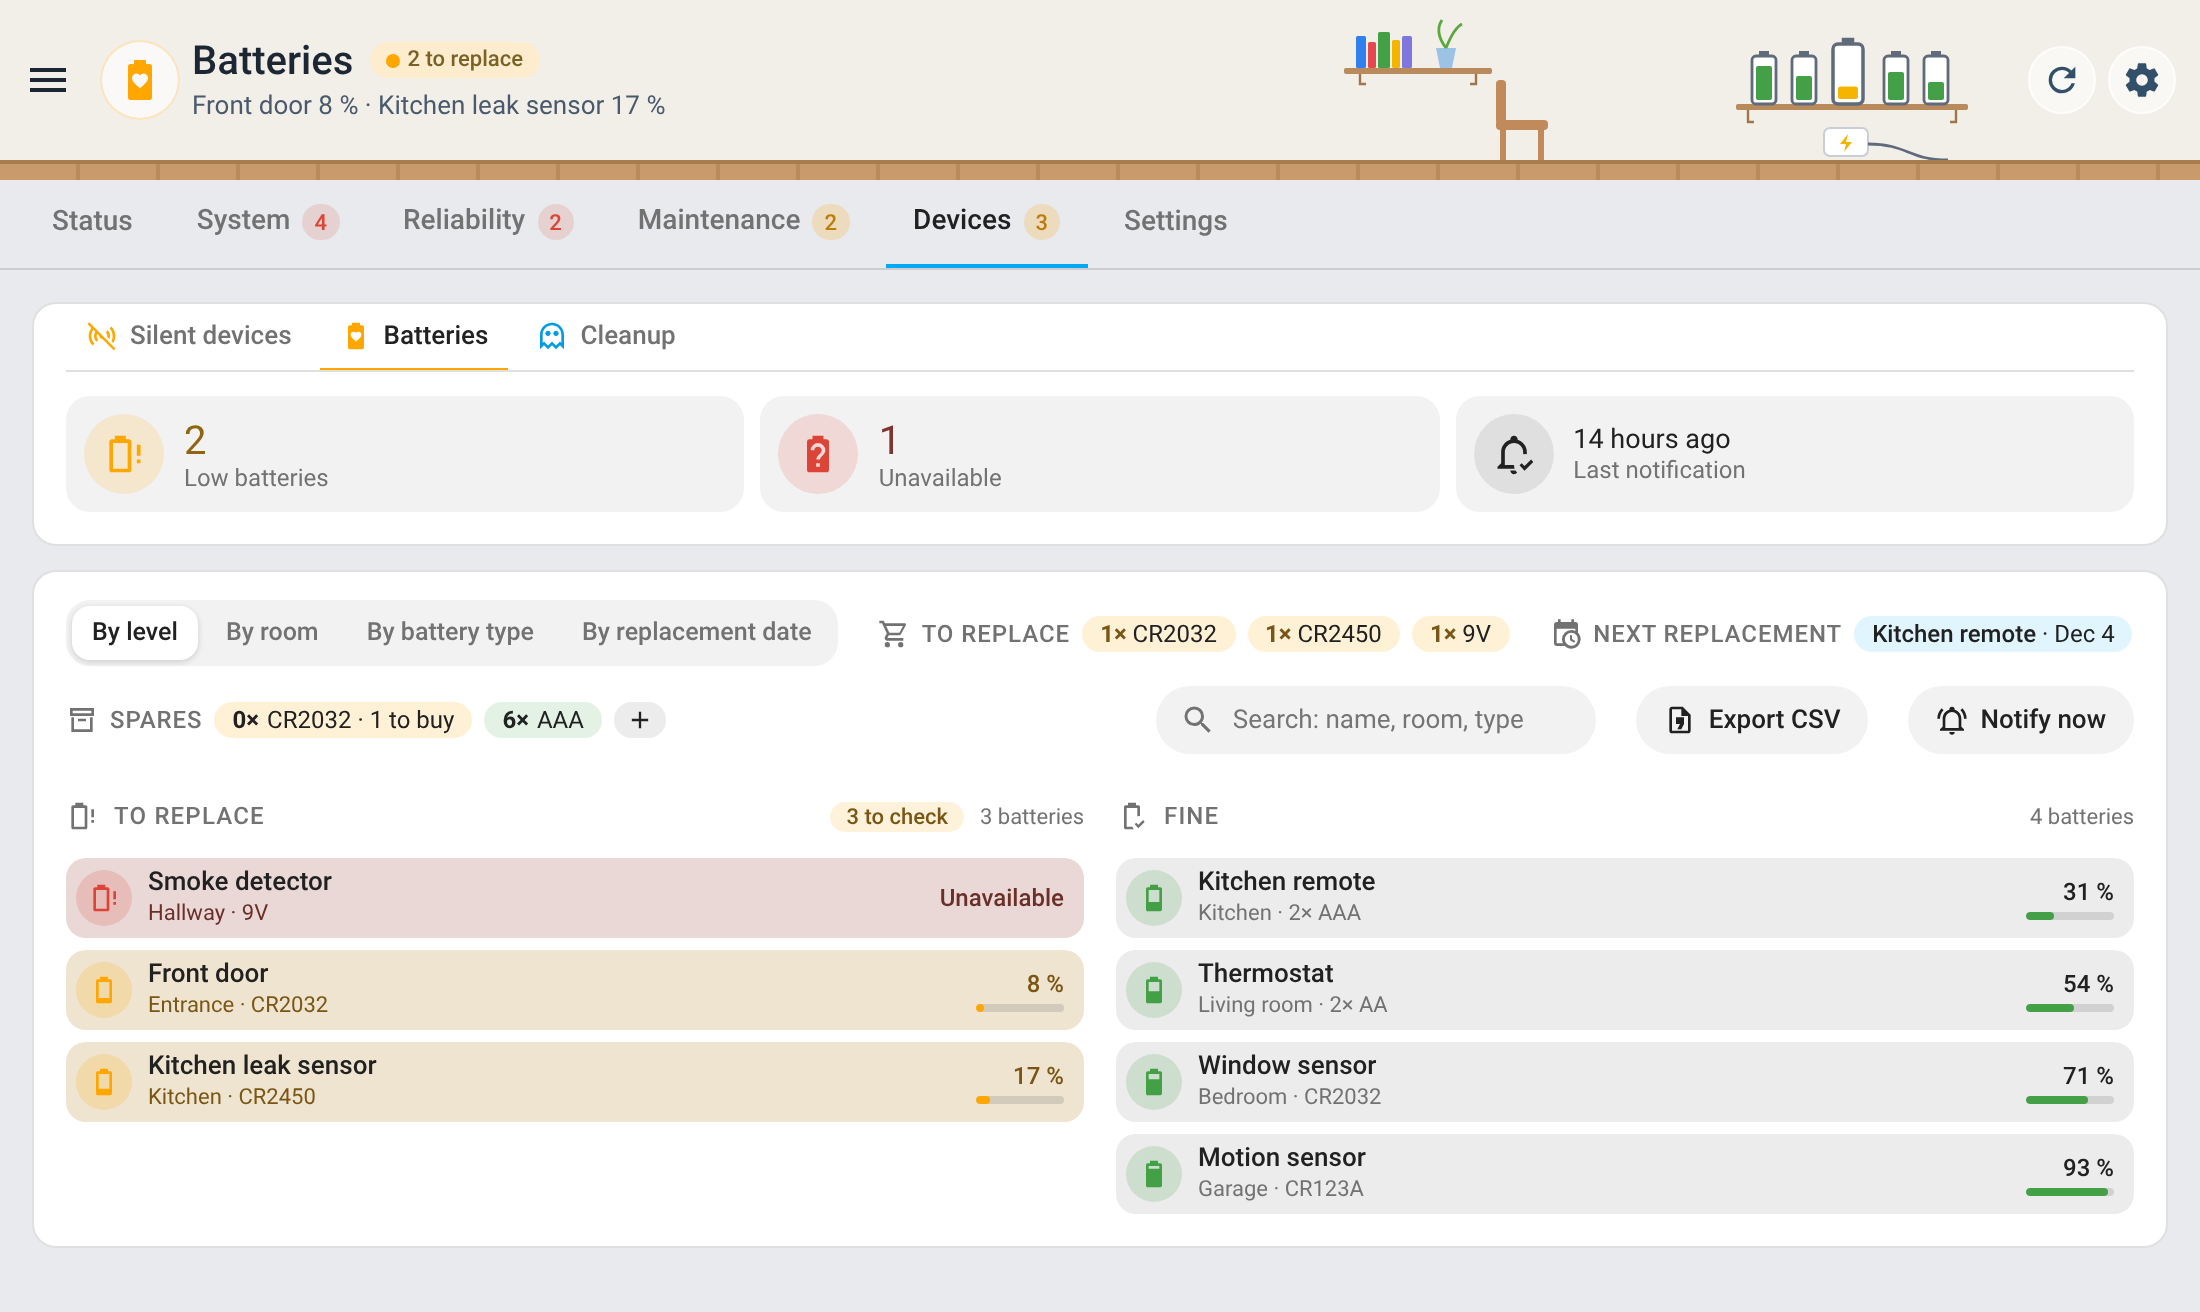 Batteries
2 to replace
Front door 8 % · Kitchen leak sensor 17 %
Status
System 4
Reliability 2
Maintenance 2
Devices 3
Settings
Silent devices
Batteries
Cleanup
2
Low batteries
1
Unavailable
14 hours ago
Last notification
By level
By room
By battery type
By replacement date
TO REPLACE
1× CR2032
1× CR2450
1× 9V
NEXT REPLACEMENT
Kitchen remote · Dec 4
SPARES
0× CR2032 · 1 to buy
6× AAA
+
Search: name, room, type
Export CSV
Notify now
TO REPLACE
3 to check
3 batteries
Smoke detector
Hallway · 9V
Unavailable
Front door
Entrance · CR2032
8 %
Kitchen leak sensor
Kitchen · CR2450
17 %
FINE
4 batteries
Kitchen remote
Kitchen · 2× AAA
31 %
Thermostat
Living room · 2× AA
54 %
Window sensor
Bedroom · CR2032
71 %
Motion sensor
Garage · CR123A
93 %